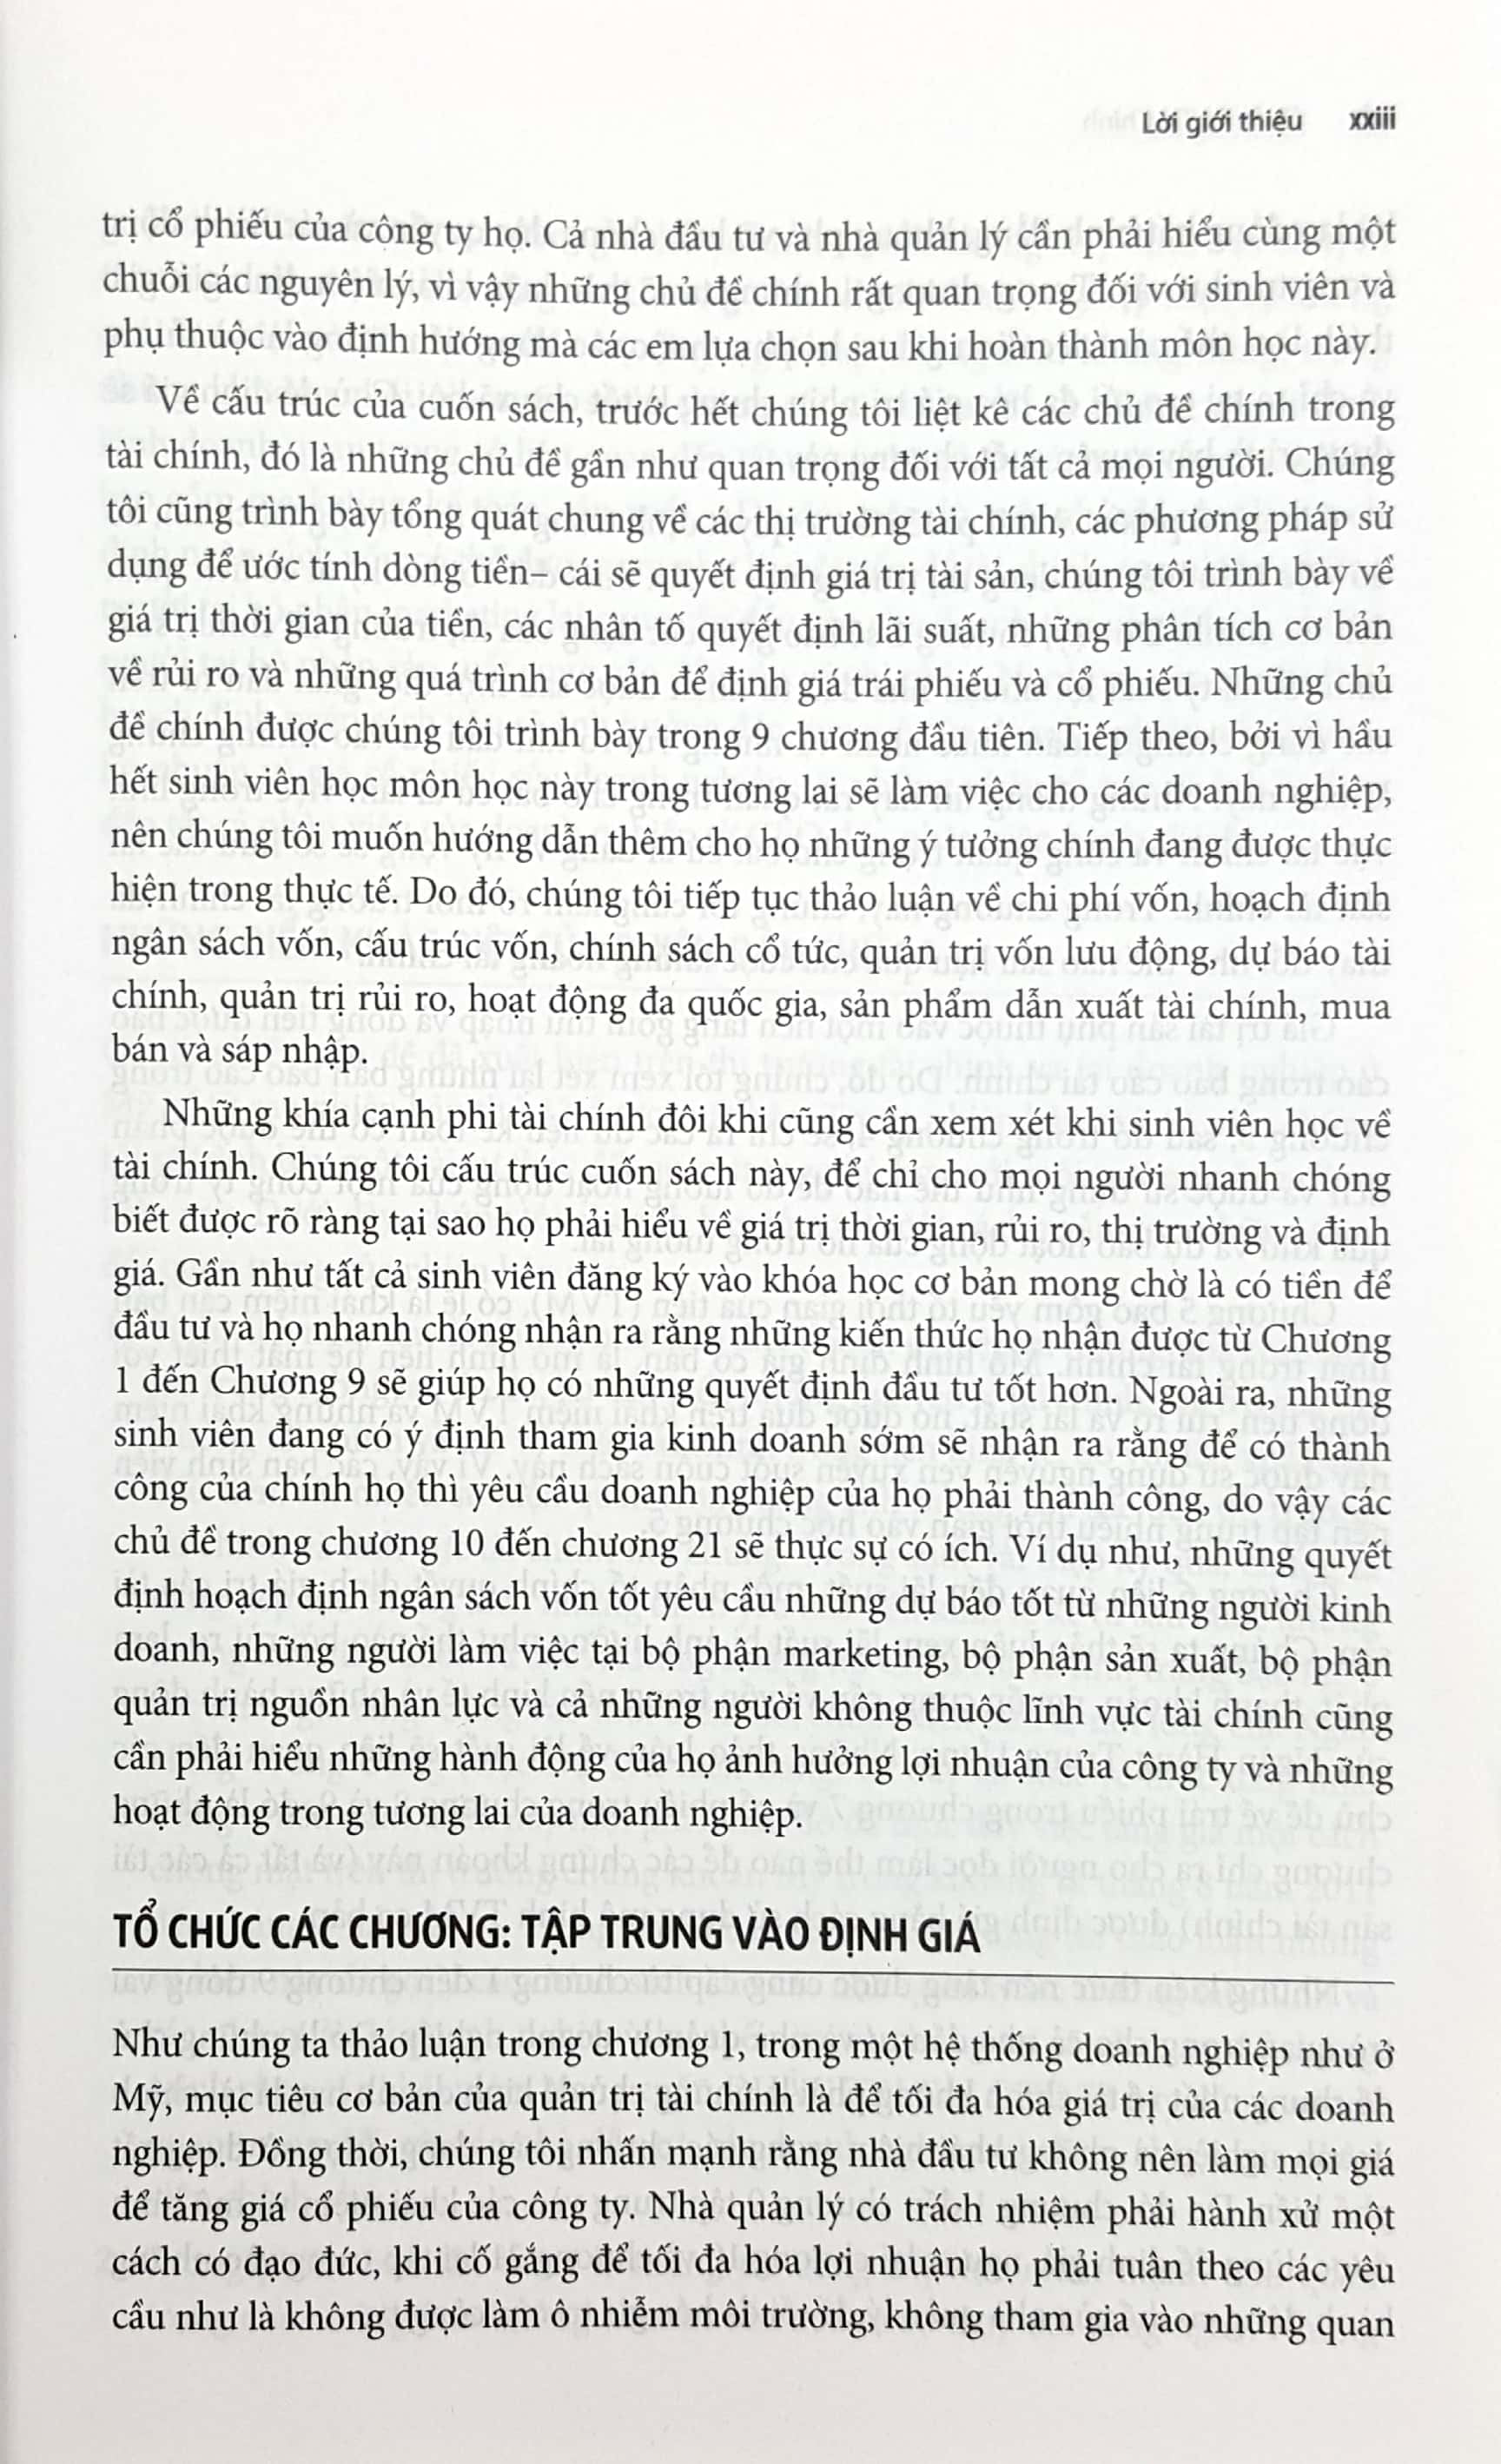 Lời giới thiệu xxiii
trị cổ phiếu của công ty họ. Cả nhà đầu tư và nhà quản lý cần phải hiểu cùng một
chuỗi các nguyên lý, vì vậy những chủ đề chính rất quan trọng đối với sinh viên và
phụ thuộc vào định hướng mà các em lựa chọn sau khi hoàn thành môn học này.
Về cấu trúc của cuốn sách, trước hết chúng tôi liệt kê các chủ đề chính trong
tài chính, đó là những chủ đề gần như quan trọng đối với tất cả mọi người. Chúng
tôi cũng trình bày tổng quát chung về các thị trường tài chính, các phương pháp sử
dụng để ước tính dòng tiền– cái sẽ quyết định giá trị tài sản, chúng tôi trình bày về
giá trị thời gian của tiền, các nhân tố quyết định lãi suất, những phân tích cơ bản
về rủi ro và những quá trình cơ bản để định giá trái phiếu và cổ phiếu. Những chủ
đề chính được chúng tôi trình bày trong 9 chương đầu tiên. Tiếp theo, bởi vì hầu
hết sinh viên học môn học này trong tương lai sẽ làm việc cho các doanh nghiệp,
nên chúng tôi muốn hướng dẫn thêm cho họ những ý tưởng chính đang được thực
hiện trong thực tế. Do đó, chúng tôi tiếp tục thảo luận về chi phí vốn, hoạch định
ngân sách vốn, cấu trúc vốn, chính sách cổ tức, quản trị vốn lưu động, dự báo tài
chính, quản trị rủi ro, hoạt động đa quốc gia, sản phẩm dẫn xuất tài chính, mua
bán và sáp nhập.
Những khía cạnh phi tài chính đôi khi cũng cần xem xét khi sinh viên học về
tài chính. Chúng tôi cấu trúc cuốn sách này, để chỉ cho mọi người nhanh chóng
biết được rõ ràng tại sao họ phải hiểu về giá trị thời gian, rủi ro, thị trường và định
giá. Gần như tất cả sinh viên đăng ký vào khóa học cơ bản mong chờ là có tiền để
đầu tư và họ nhanh chóng nhận ra rằng những kiến thức họ nhận được từ Chương
1 đến Chương 9 sẽ giúp họ có những quyết định đầu tư tốt hơn. Ngoài ra, những
sinh viên đang có ý định tham gia kinh doanh sớm sẽ nhận ra rằng để có thành
công của chính họ thì yêu cầu doanh nghiệp của họ phải thành công, do vậy các
chủ đề trong chương 10 đến chương 21 sẽ thực sự có ích. Ví dụ như, những quyết
định hoạch định ngân sách vốn tốt yêu cầu những dự báo tốt từ những người kinh
doanh, những người làm việc tại bộ phận marketing, bộ phận sản xuất, bộ phận
quản trị nguồn nhân lực và cả những người không thuộc lĩnh vực tài chính cũng
cần phải hiểu những hành động của họ ảnh hưởng lợi nhuận của công ty và những
hoạt động trong tương lai của doanh nghiệp.
TỔ CHỨC CÁC CHƯƠNG: TẬP TRUNG VÀO ĐỊNH GIÁ
Như chúng ta thảo luận trong chương 1, trong một hệ thống doanh nghiệp như ở
Mỹ, mục tiêu cơ bản của quản trị tài chính là để tối đa hóa giá trị của các doanh
nghiệp. Đồng thời, chúng tôi nhấn mạnh rằng nhà đầu tư không nên làm mọi giá
để tăng giá cổ phiếu của công ty. Nhà quản lý có trách nhiệm phải hành xử một
cách có đạo đức, khi cố gắng để tối đa hóa lợi nhuận họ phải tuân theo các yêu
cầu như là không được làm ô nhiễm môi trường, không tham gia vào những quan